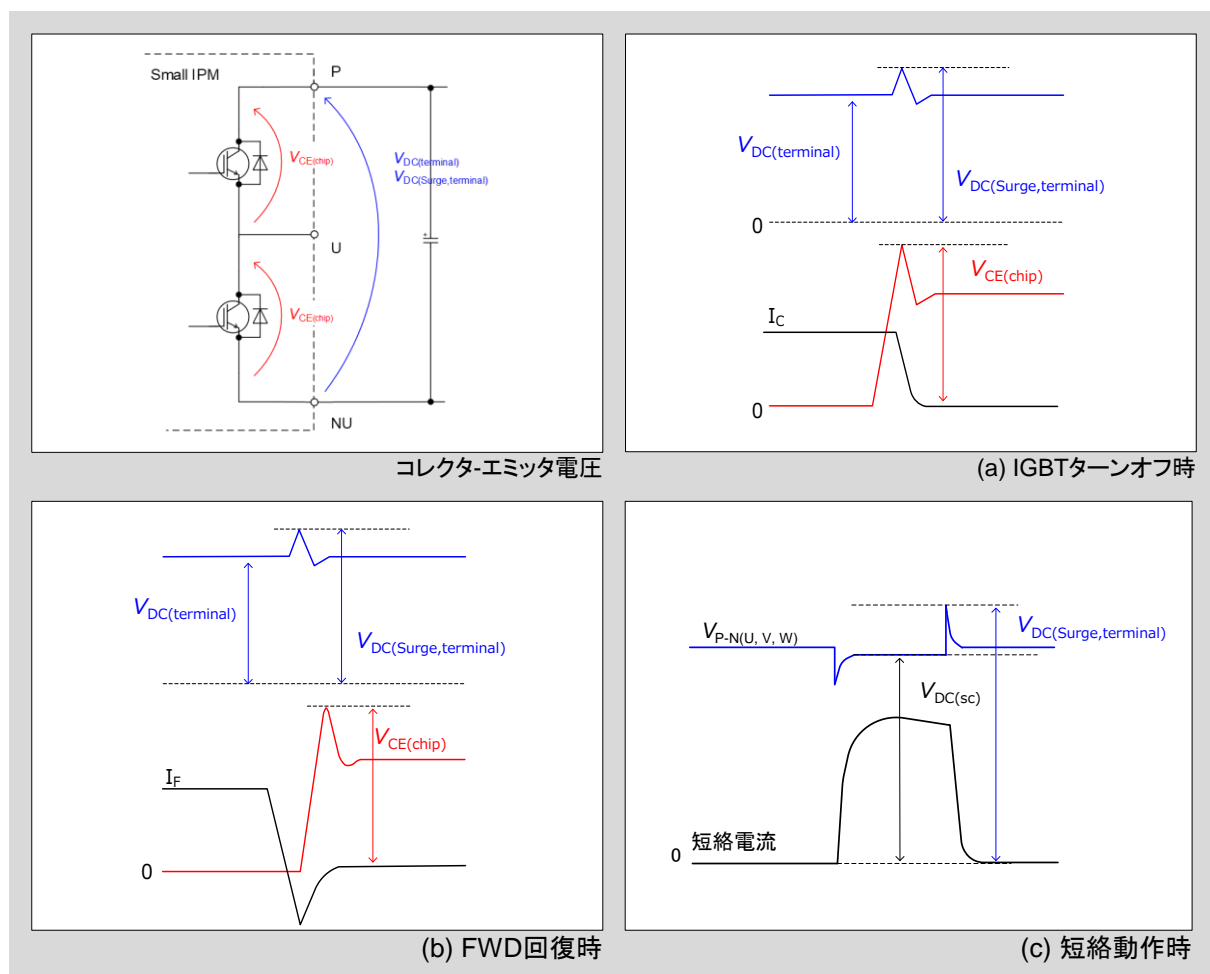 Small IPM
P
VCE(chip)
VDC(terminal)
VDC(Surge,terminal)
U
VCE(chip)
NU
コレクタ-エミッタ電圧
VDC(terminal)
VDC(Surge,terminal)
0
VCE(chip)
IC
0
(a) IGBTターンオフ時
VDC(terminal)
VDC(Surge,terminal)
VCE(chip)
IF
0
(b) FWD回復時
VP-N(U, V, W)
VDC(Surge,terminal)
VDC(sc)
0 短絡電流
(c) 短絡動作時